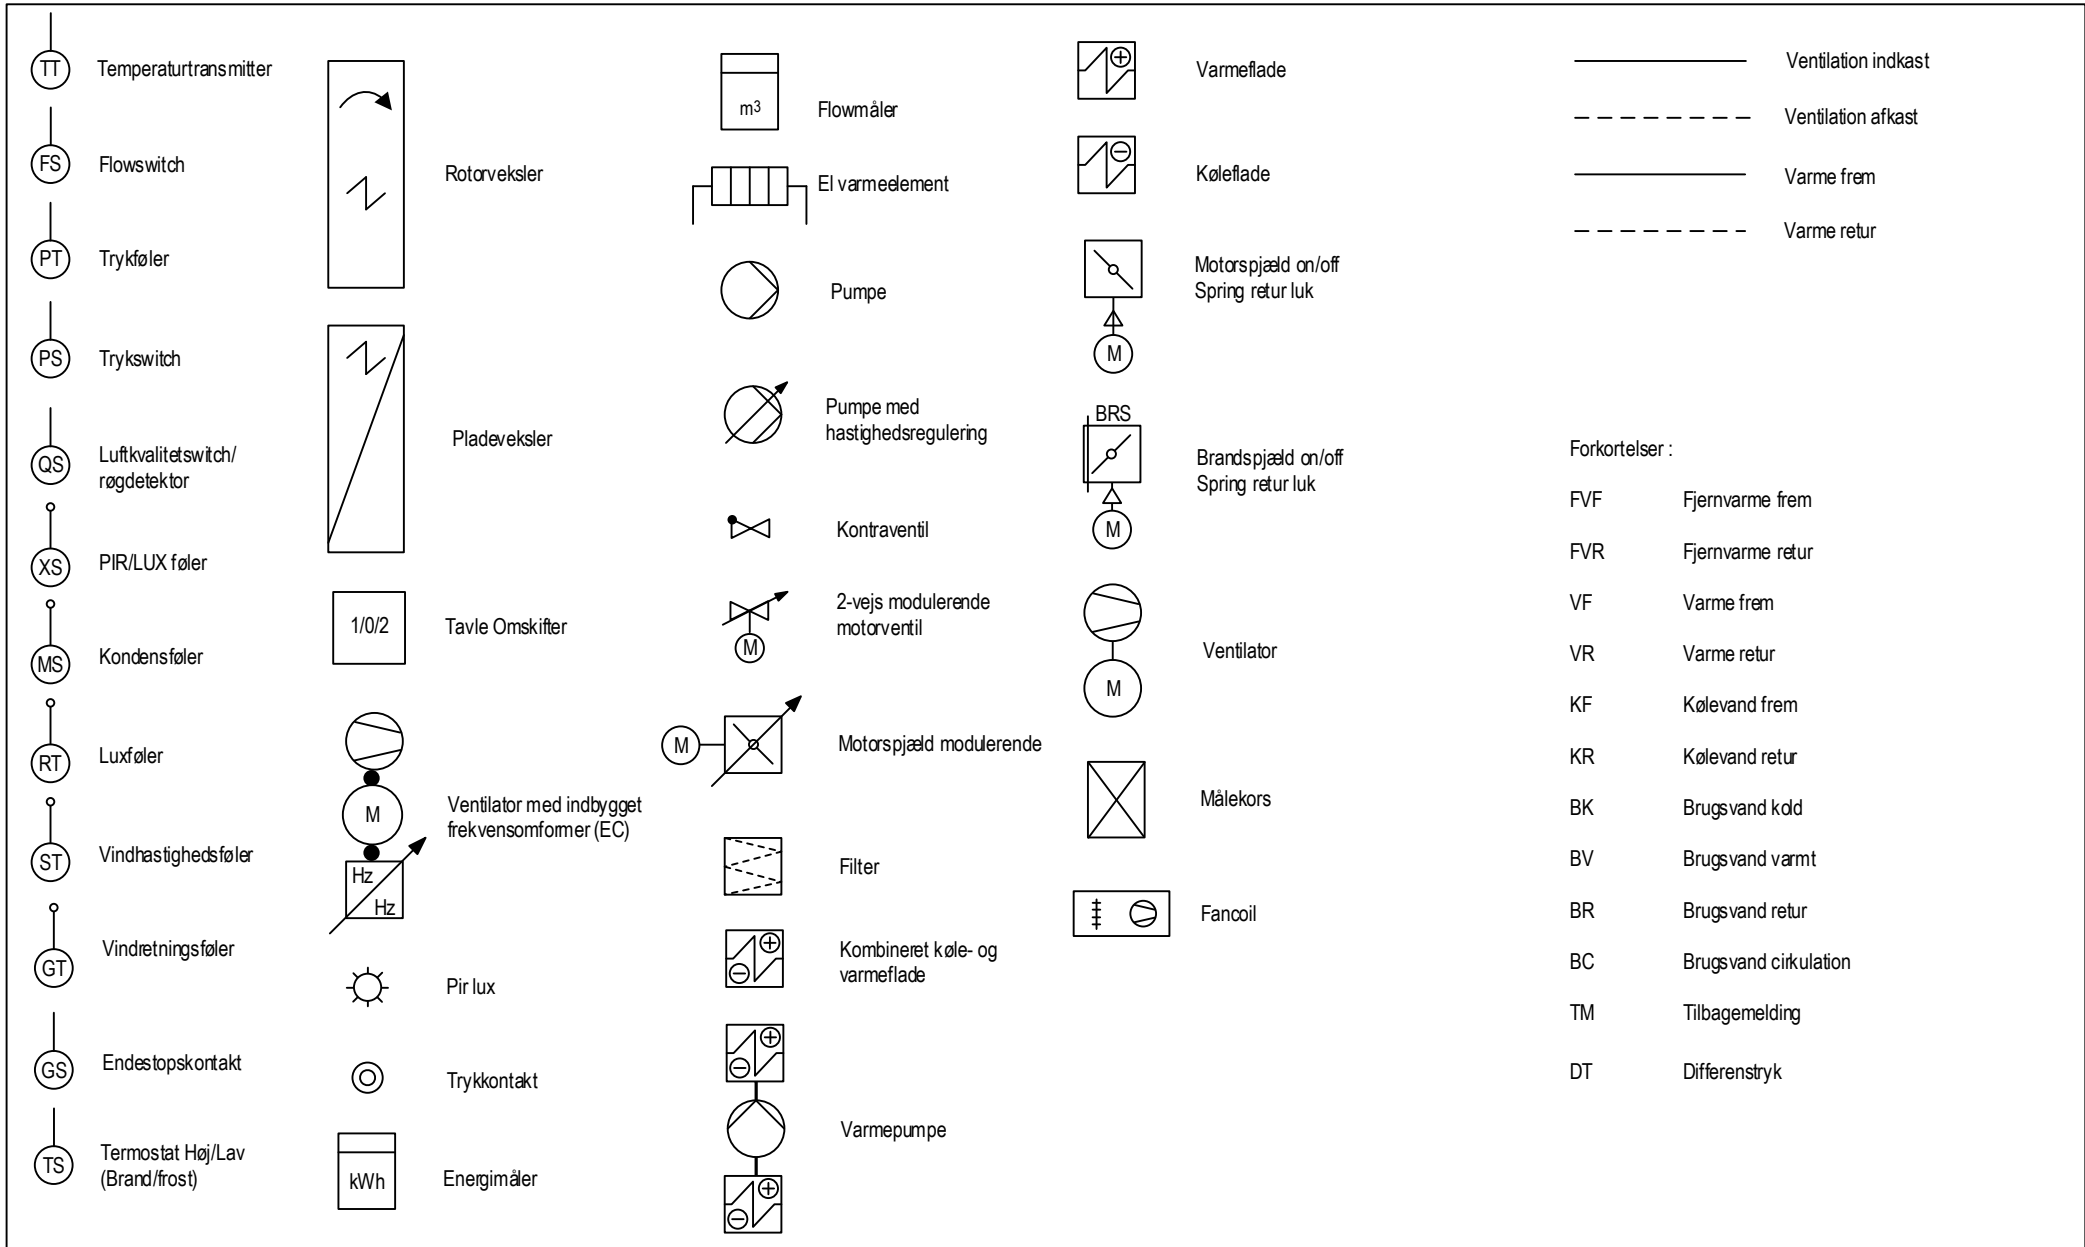 TT Temperaturtransmitter
FS Flowswitch
PT Trykføler
PS Trykswitch
QS Luftkvalitetswitch/
røgdetektor
XS PIR/LUX føler
MS Kondensføler
RT Luxføler
ST Vindhastighedsføler
GT Vindretningsføler
GS Endestopskontakt
TS Termostat Høj/Lav
(Brand/frost)
Rotorveksler
Pladeveksler
1/0/2 Tavle Omskifter
M
Ventilator med indbygget
frekvensomformer (EC)
Hz
Hz
Pir lux
Trykkontakt
kWh Energimåler
m3 Flowmåler
El varmeelement
Pumpe
Pumpe med
hastighedsregulering
Kontraventil
2-vejs modulerende
motorventil
M
M Motorspjæld modulerende
Filter
Kombineret køle- og
varmeflade
Varmepumpe
Varmeflade
Køleflade
Motorspjæld on/off
Spring retur luk
M
BRS
Brandspjæld on/off
Spring retur luk
M
Ventilator
M
Målekors
Fancoil
Ventilation indkast
Ventilation afkast
Varme frem
Varme retur
Forkortelser :
FVF Fjernvarme frem
FVR Fjernvarme retur
VF Varme frem
VR Varme retur
KF Kølevand frem
KR Kølevand retur
BK Brugsvand kold
BV Brugsvand varmt
BR Brugsvand retur
BC Brugsvand cirkulation
TM Tilbagemelding
DT Differenstryk